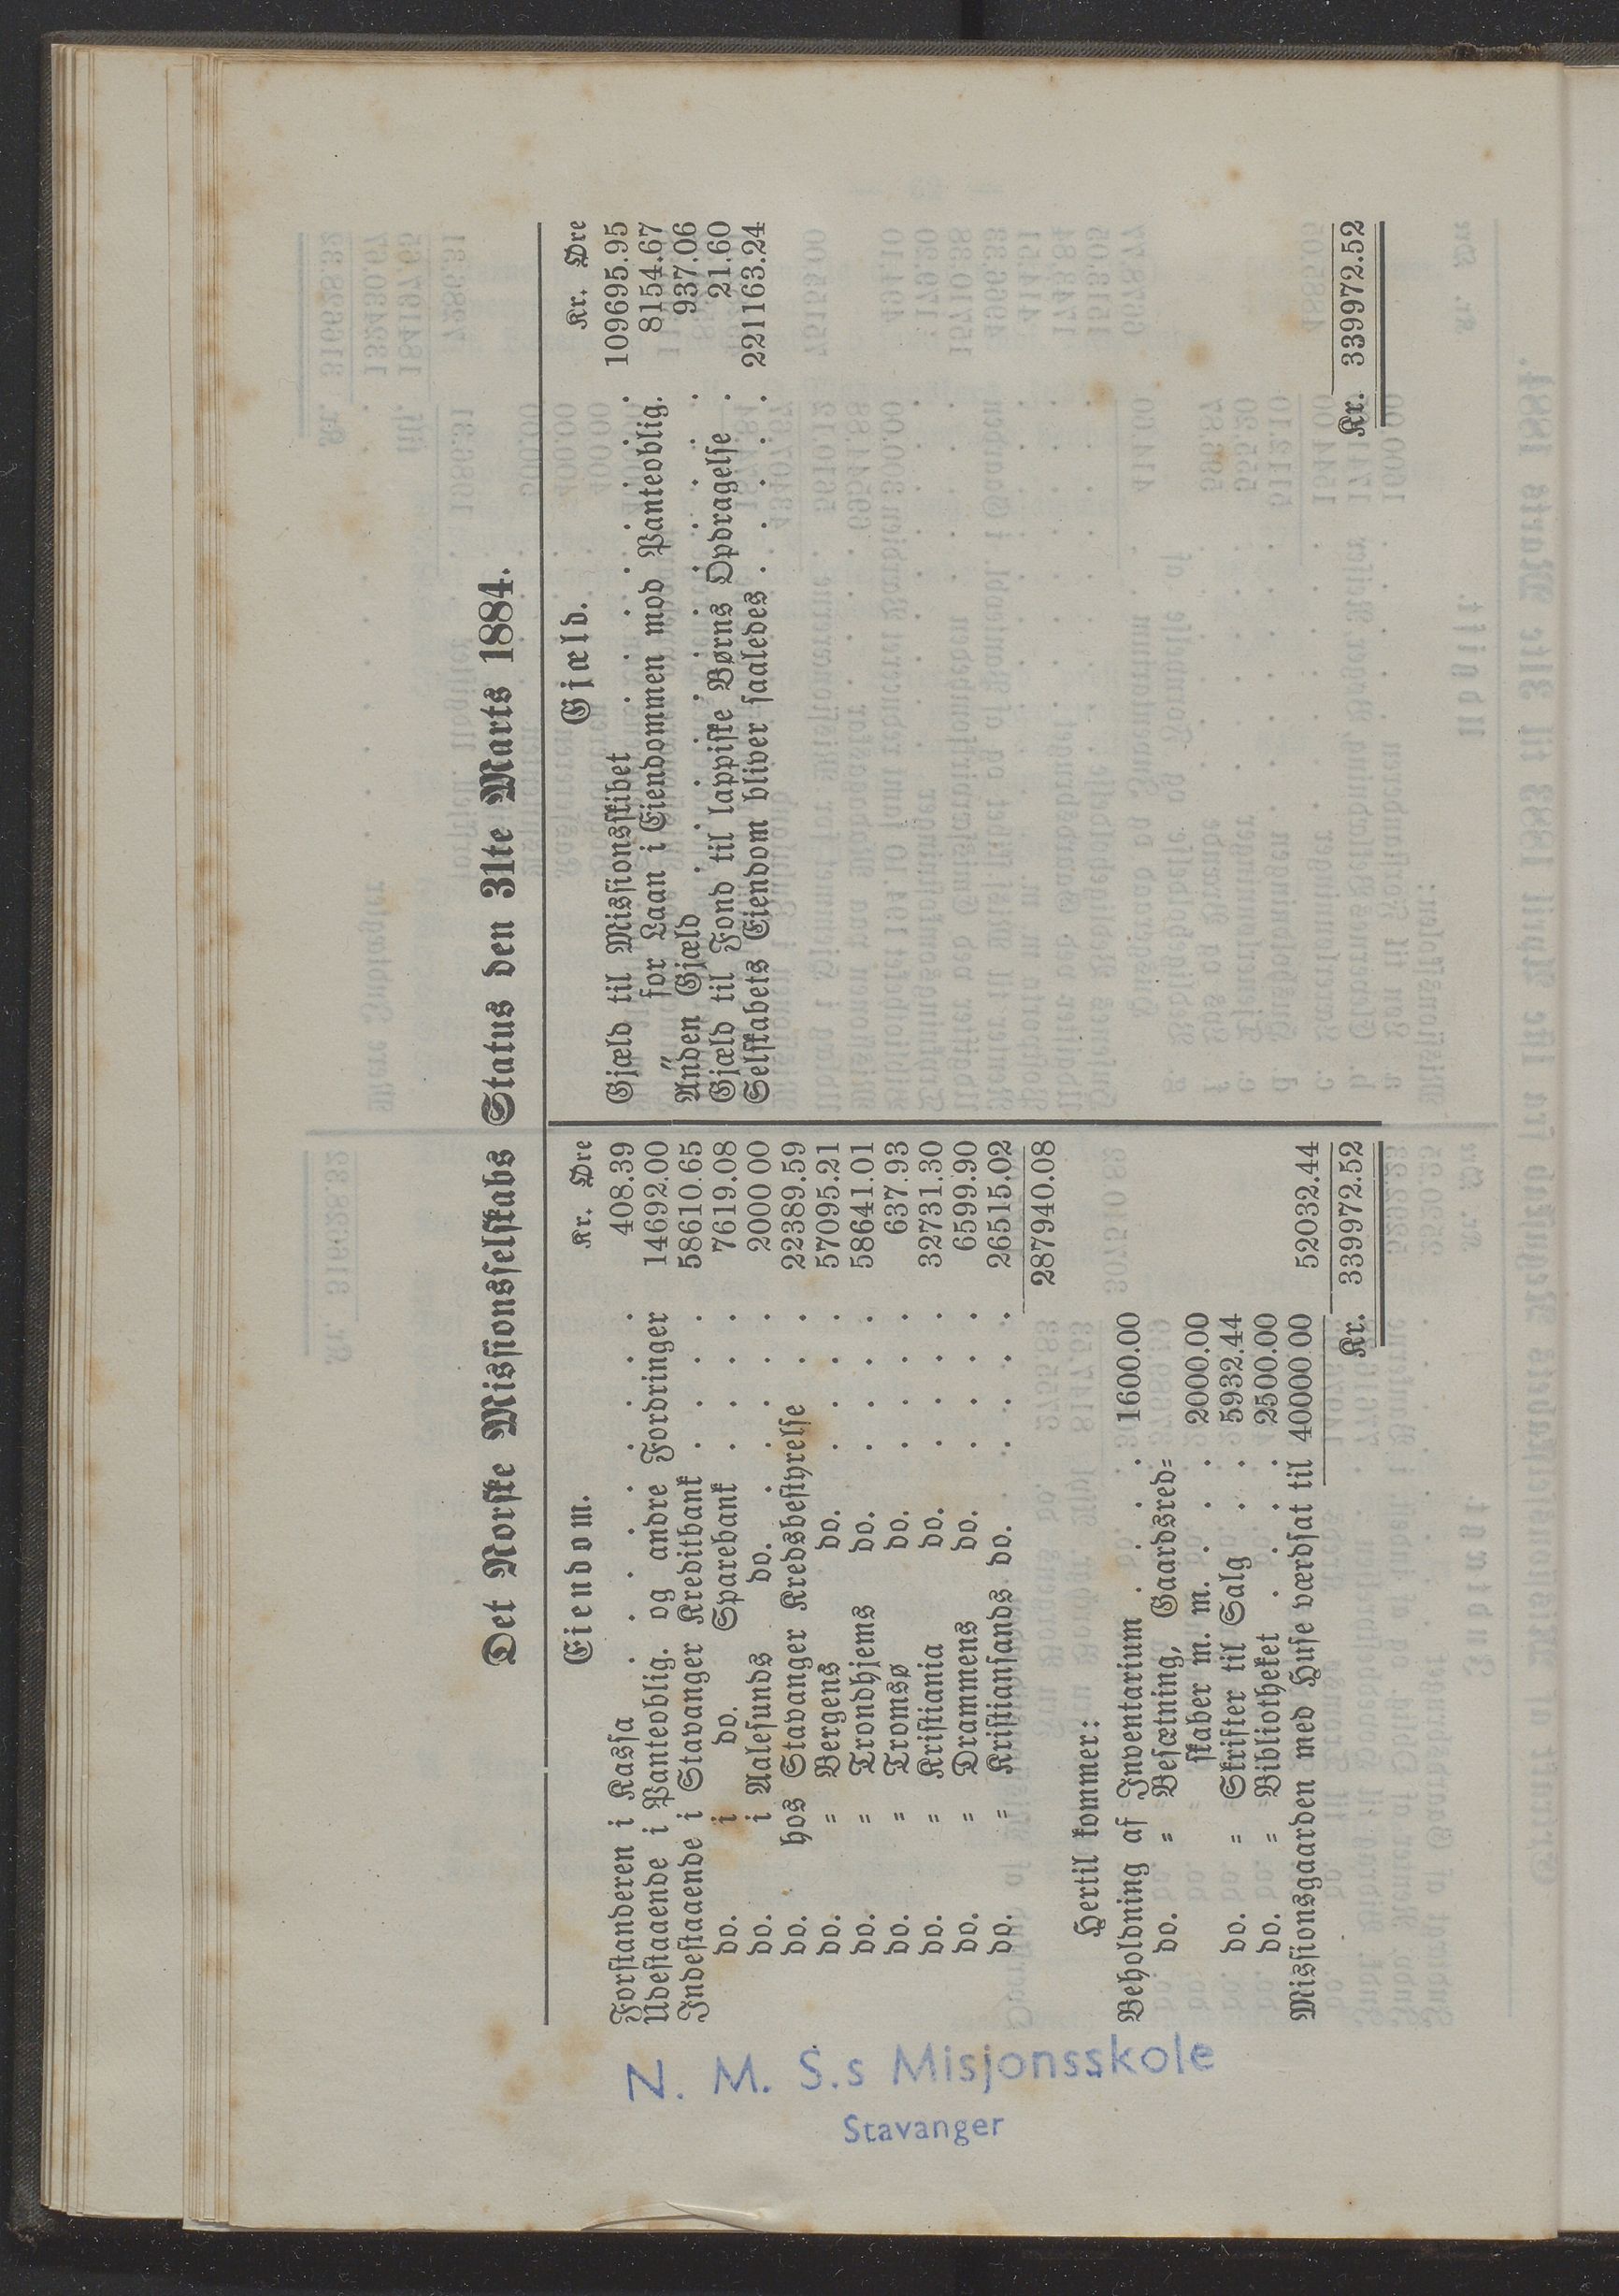 Det Norske Missionsselskabs Status den 31te Marts 1884.
Eiendom.
Kr. Øre
Forstanderen i Kassa . . . . . . . . 408.39
Udestaaende i Panteoblig. og andre Fordringer 14692.00
Indestaaende i Stavanger Kreditbank . . . . 58610.65
do. i do. Sparebank . . . . 7619.08
do. i Aalesunds do. . . . . . 2000 00
do. hos Stavanger Kredsbestyrelse . . . 22389.59
do. " Bergens do. . . . . 57095.21
do. " Trondhjems do. . . . . 58641.01
do. " Tromsø do. . . . . 637.93
do. " Kristiania do. . . . . 32731.30
do. " Drammens do. . . . . 6599.90
do. " Kristiansands do. . . . . 26515.02
287940.08
Hertil kommer:
Beholdning af Inventarium . . . . 1600.00
do. " Besætning, Gaardsred=
skaber m. m. . . . 2000.00
do. " Skrifter til Salg . . 5932.44
do. " Bibliotheket . . . . 2500.00
Missionsgaarden med Huse værdsat til 40000 00 52032.44
Kr. 339972.52
Gjæld.
Kr. Øre
Gjæld til Missionsskibet . . . . . . 109695.95
" for Laan i Eiendommen mod Panteoblig. 8154.67
Anden Gjæld . . . . . . . . 937.06
Gjæld til Fond til lappiske Børns Opdragelse . 21.60
Selskabets Eiendom bliver saaledes . . . . 221163.24
Kr. 339972.52
N. M. S.s Misjonsskole
Stavanger